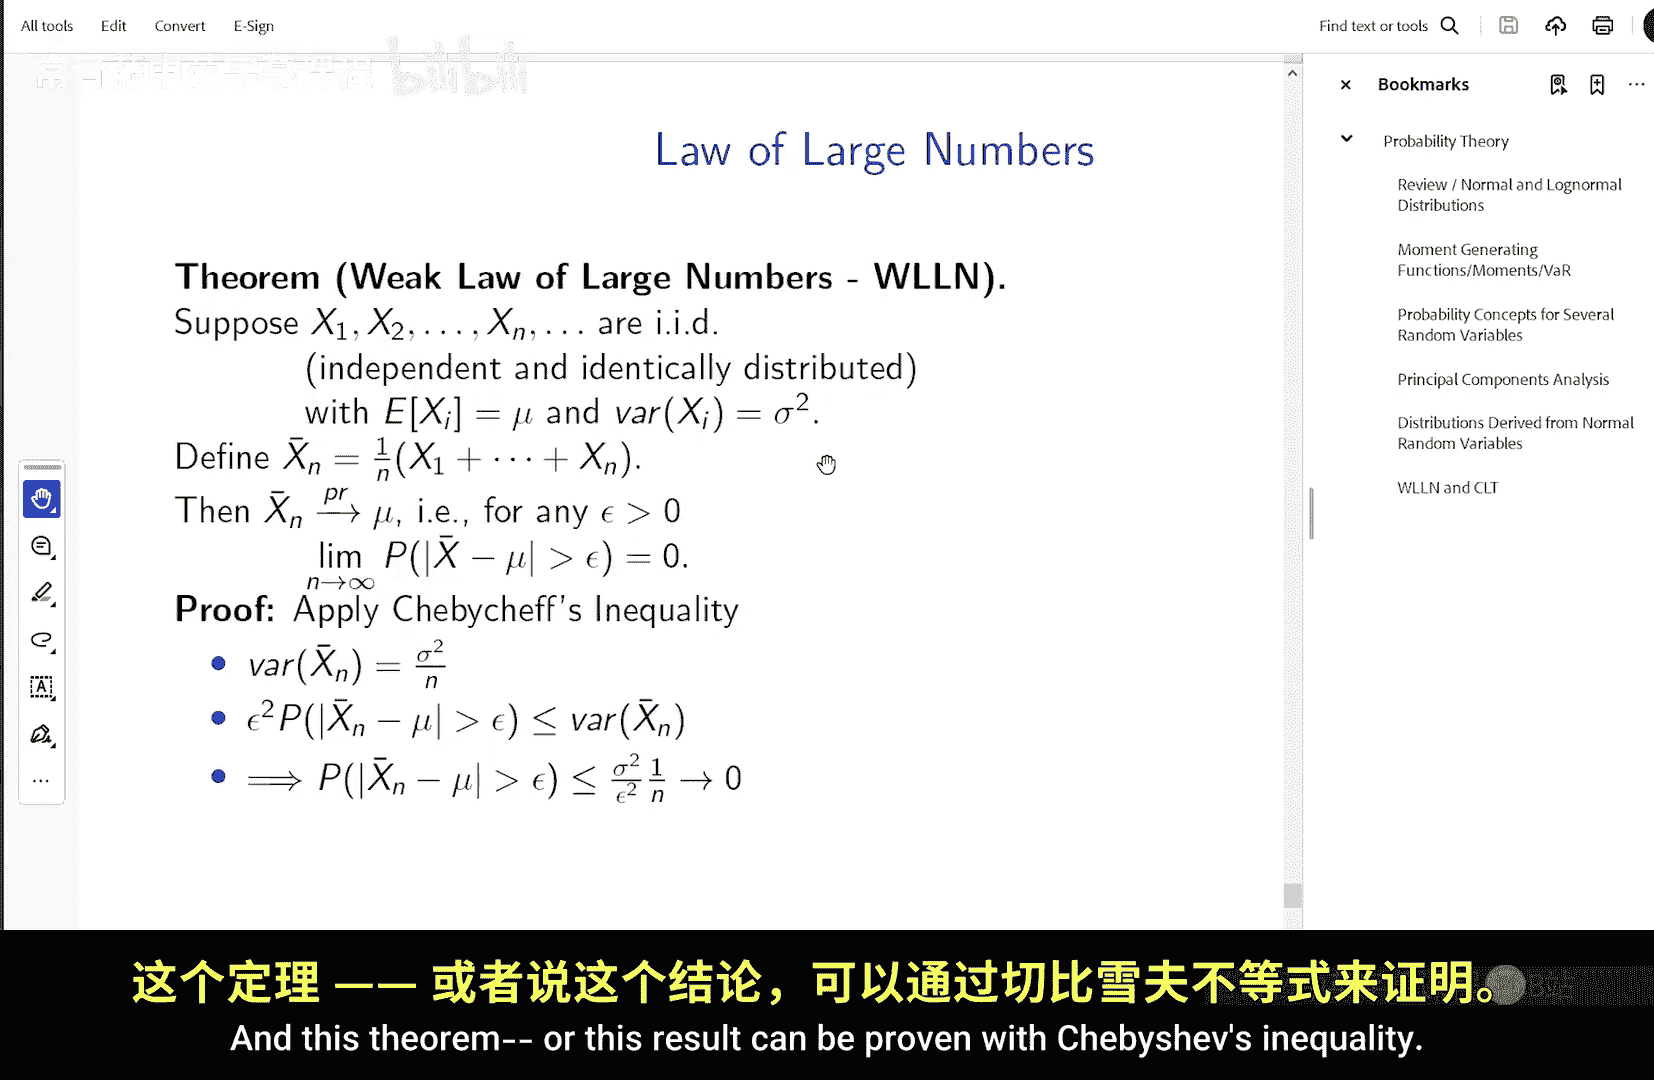 All tools Edit Convert E-Sign Find text or tools
bilibili
Bookmarks
Probability Theory
Review / Normal and Lognormal
Distributions
Moment Generating
Functions/Moments/VaR
Probability Concepts for Several
Random Variables
Principal Components Analysis
Distributions Derived from Normal
Random Variables
WLLN and CLT
Law of Large Numbers
Theorem (Weak Law of Large Numbers - WLLN).
Suppose X₁, X₂, . . . , Xₙ, . . . are i.i.d.
(independent and identically distributed)
with E[Xᵢ] = μ and var(Xᵢ) = σ².
Define X̄ₙ = 1/n (X₁ + ⋯ + Xₙ).
Then X̄ₙ →^pr μ, i.e., for any ϵ > 0
lim n→∞ P(|X̄ − μ| > ϵ) = 0.
Proof: Apply Chebycheff's Inequality
• var(X̄ₙ) = σ²/n
• ϵ²P(|X̄ₙ − μ| > ϵ) ≤ var(X̄ₙ)
• ⟹ P(|X̄ₙ − μ| > ϵ) ≤ σ²/ϵ² 1/n → 0
这个定理 —— 或者说这个结论，可以通过切比雪夫不等式来证明。
And this theorem-- or this result can be proven with Chebyshev's inequality.